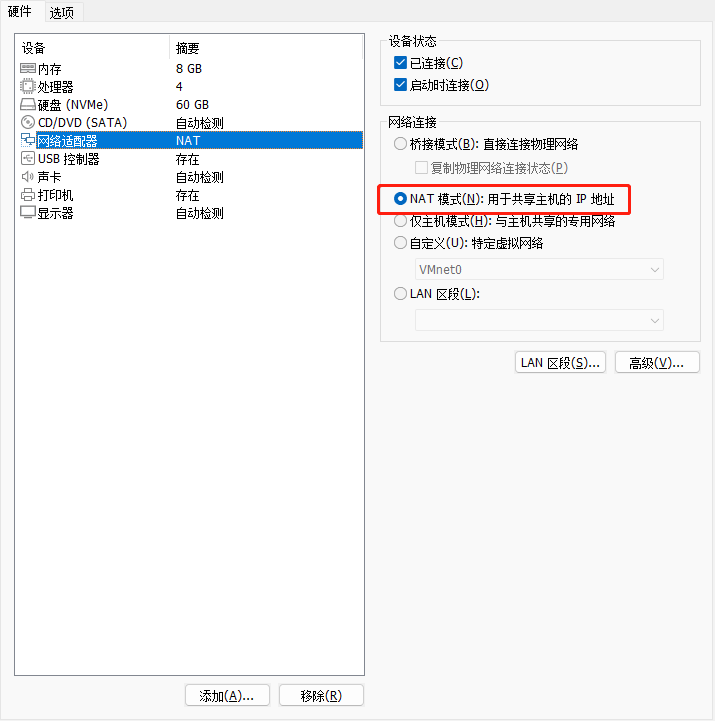 硬件 选项
设备 摘要
内存 8 GB
处理器 4
硬盘 (NVMe) 60 GB
CD/DVD (SATA) 自动检测
网络适配器 NAT
USB 控制器 存在
声卡 自动检测
打印机 存在
显示器 自动检测
添加(A)... 移除(R)
设备状态
已连接(C)
启动时连接(O)
网络连接
桥接模式(B): 直接连接物理网络
复制物理网络连接状态(P)
NAT 模式(N): 用于共享主机的 IP 地址
仅主机模式(H): 与主机共享的专用网络
自定义(U): 特定虚拟网络
VMnet0
LAN 区段(L):
LAN 区段(S)... 高级(V)...